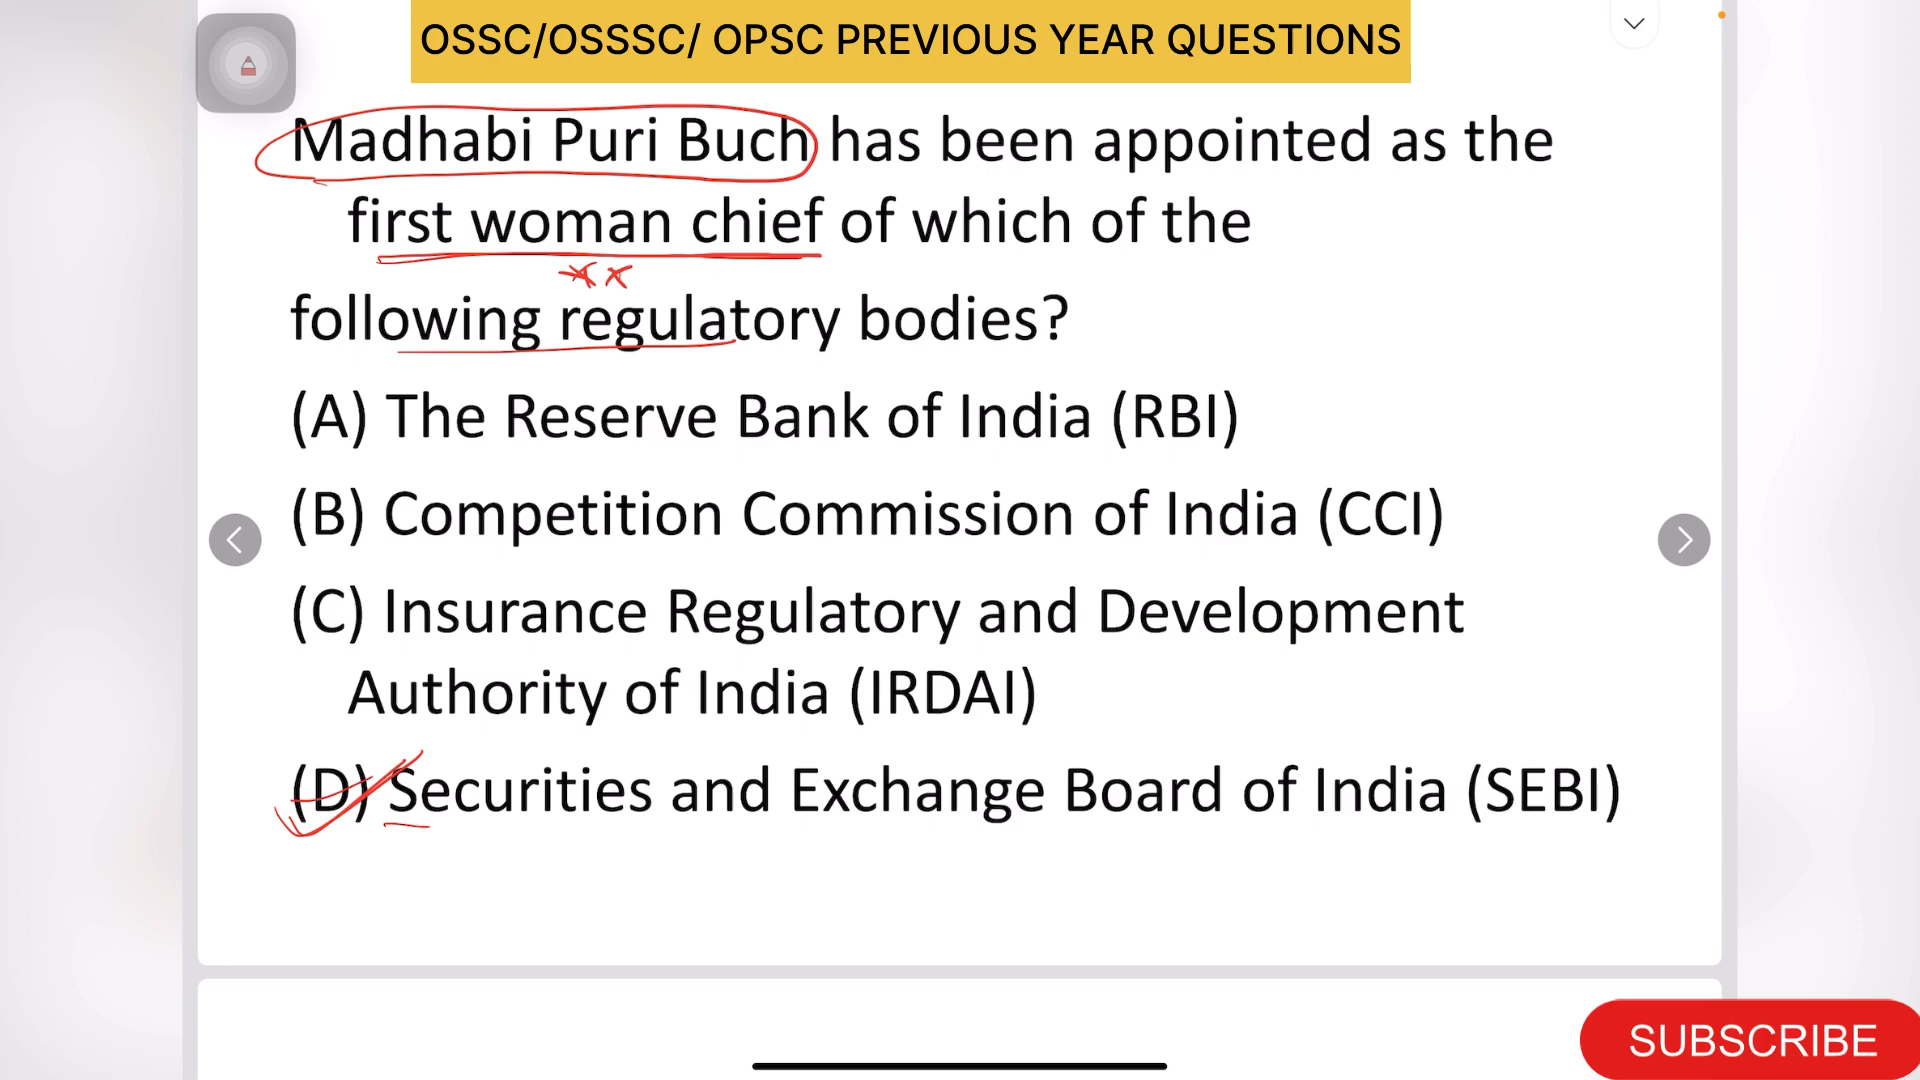 OSSC/OSSSC/ OPSC PREVIOUS YEAR QUESTIONS
Madhabi Puri Buch has been appointed as the
first woman chief of which of the
following regulatory bodies?
(A) The Reserve Bank of India (RBI)
(B) Competition Commission of India (CCI)
(C) Insurance Regulatory and Development
Authority of India (IRDAI)
(D) Securities and Exchange Board of India (SEBI)
SUBSCRIBE